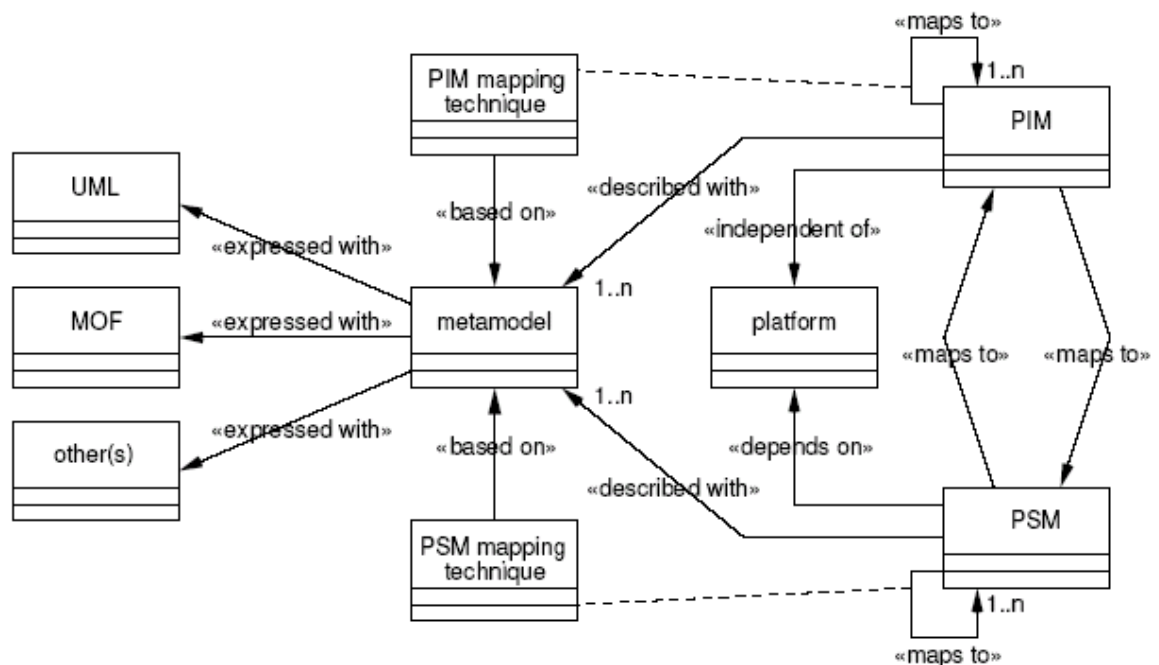 «maps to»
PIM mapping
technique
1..n
PIM
UML
«described with»
«based on»
«independent of»
«expressed with»
1..n
MOF
«expressed with»
metamodel
platform
«maps to»
«maps to»
1..n
other(s)
«expressed with»
«based on»
«depends on»
«described with»
PSM
PSM mapping
technique
1..n
«maps to»